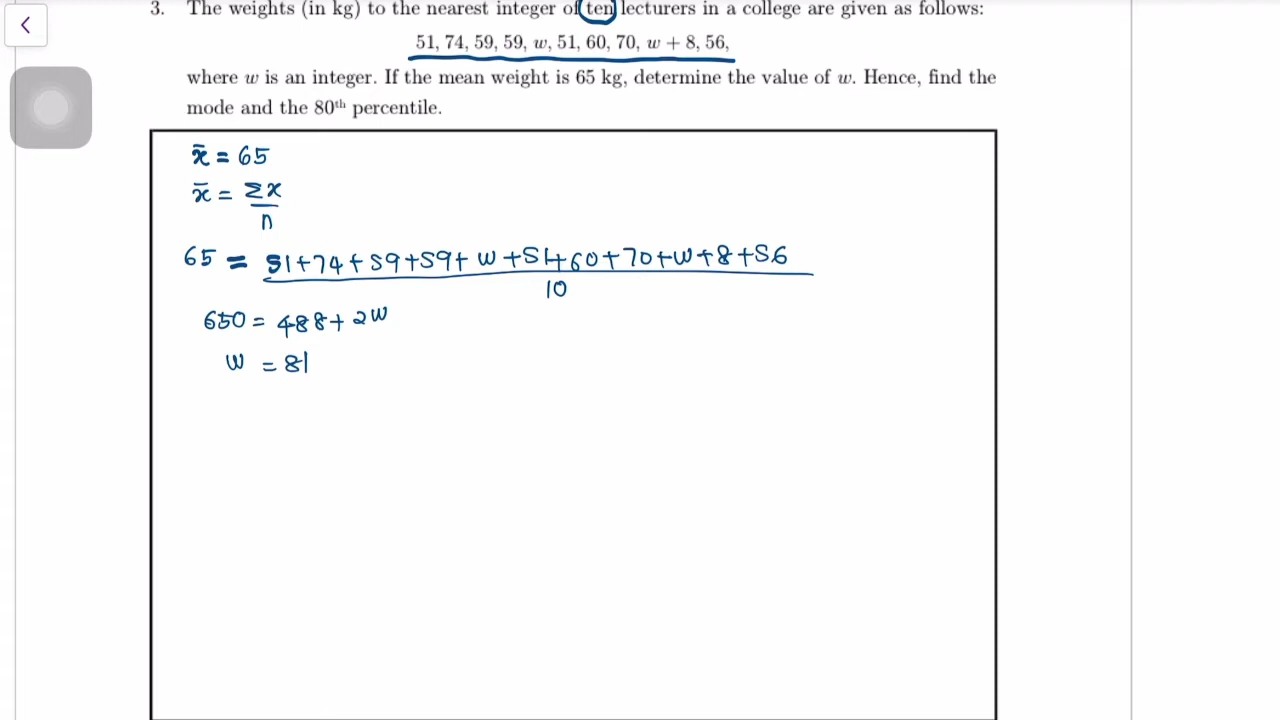 3. The weights (in kg) to the nearest integer of ten lecturers in a college are given as follows:
51, 74, 59, 59, w, 51, 60, 70, w + 8, 56,
where w is an integer. If the mean weight is 65 kg, determine the value of w. Hence, find the
mode and the 80th percentile.
x̄ = 65
x̄ = Σx
n
65 = 51+74+59+59+w+51+60+70+w+8+56
10
650 = 488+2w
w = 81